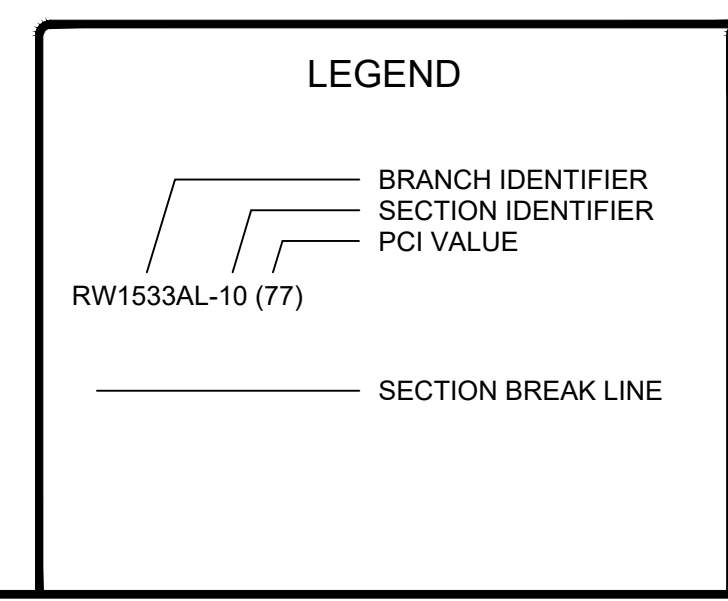 LEGEND
BRANCH IDENTIFIER
SECTION IDENTIFIER
PCI VALUE
RW1533AL-10 (77)
SECTION BREAK LINE